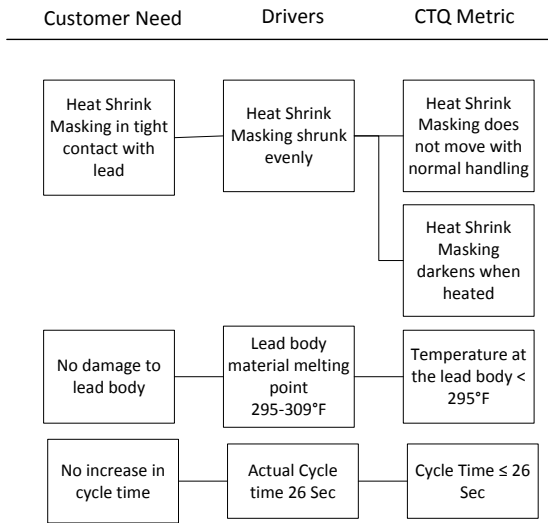 Customer Need
Drivers
CTQ Metric
Heat Shrink
Masking in tight
contact with
lead
Heat Shrink
Masking shrunk
evenly
Heat Shrink
Masking does
not move with
normal handling
Heat Shrink
Masking
darkens when
heated
No damage to
lead body
Lead body
material melting
point
295-309°F
Temperature at
the lead body <
295°F
No increase in
cycle time
Actual Cycle
time 26 Sec
Cycle Time ≤ 26
Sec